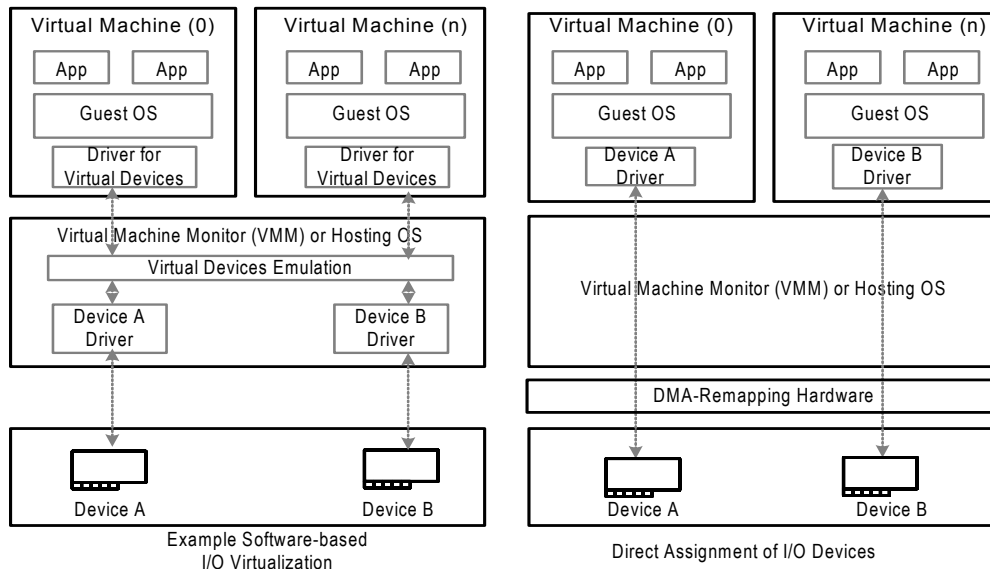 Virtual Machine (0)
App
App
Guest OS
Driver for
Virtual Devices
Virtual Machine (n)
App
App
Guest OS
Driver for
Virtual Devices
Virtual Machine Monitor (VMM) or Hosting OS
Virtual Devices Emulation
Device A
Driver
Device B
Driver
Device A
Device B
Example Software-based
I/O Virtualization
Virtual Machine (0)
App
App
Guest OS
Device A
Driver
Virtual Machine (n)
App
App
Guest OS
Device B
Driver
Virtual Machine Monitor (VMM) or Hosting OS
DMA-Remapping Hardware
Device A
Device B
Direct Assignment of I/O Devices